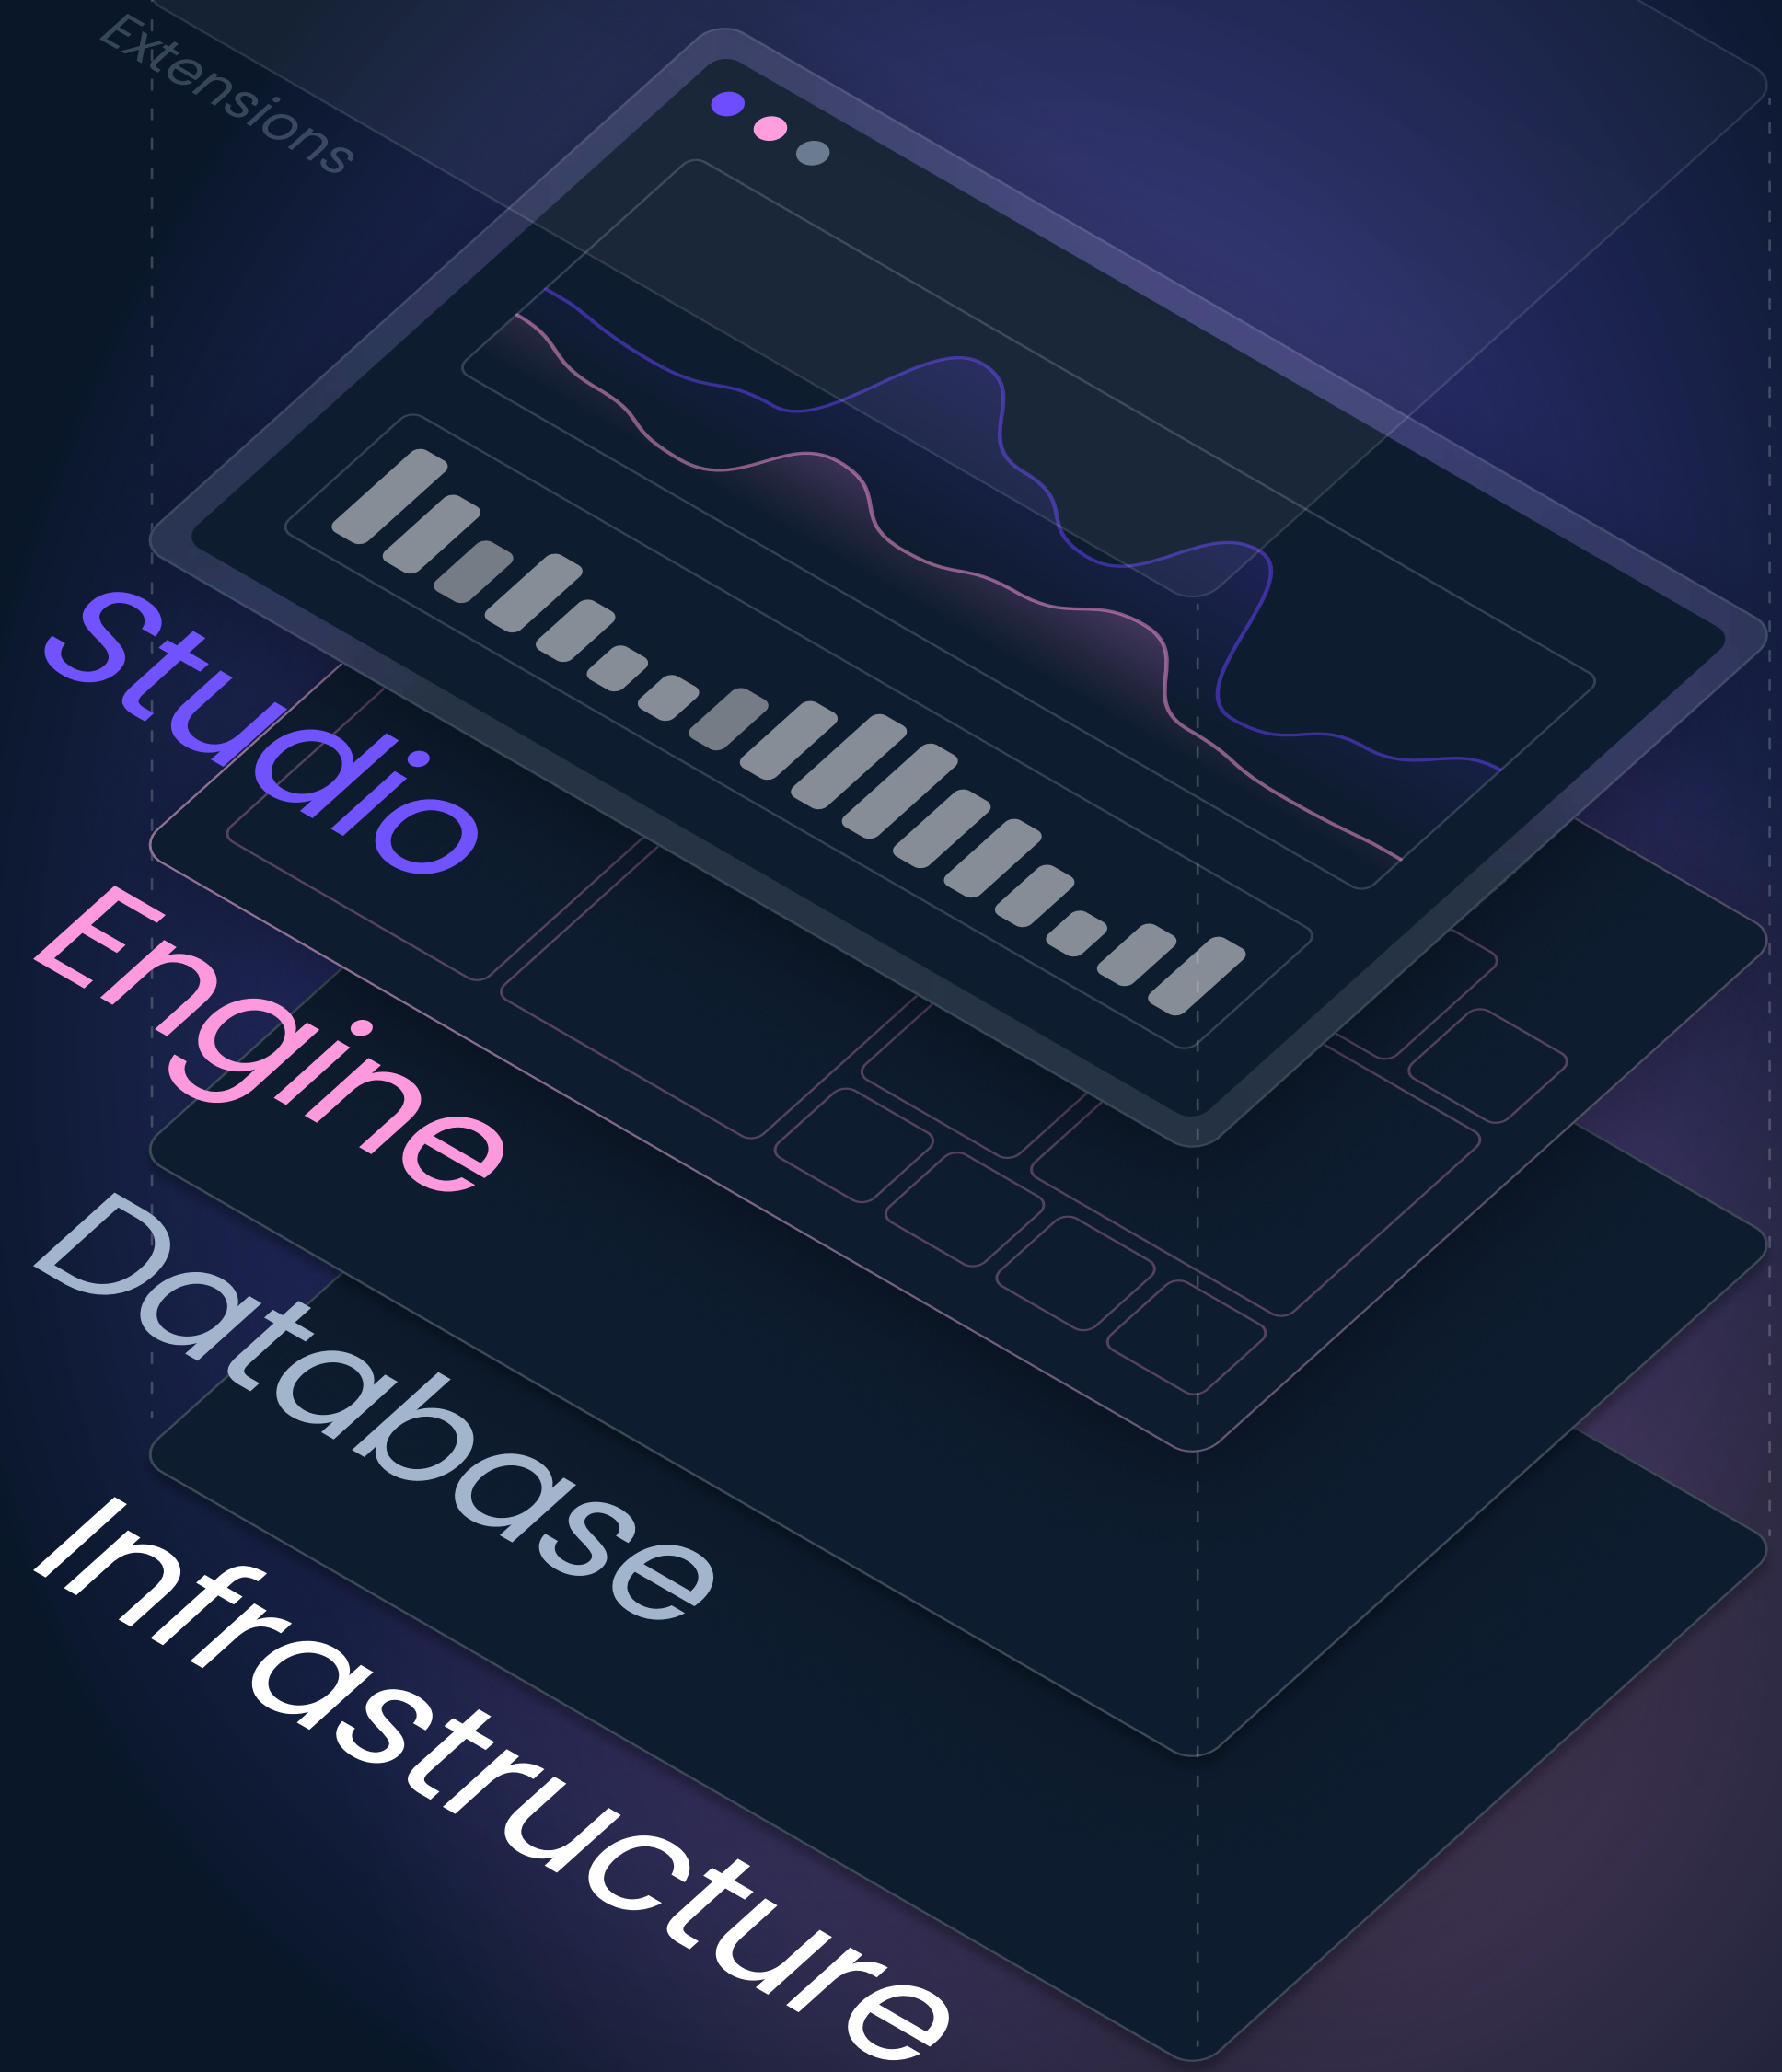 Extensions
Studio
Engine
Database
Infrastructure